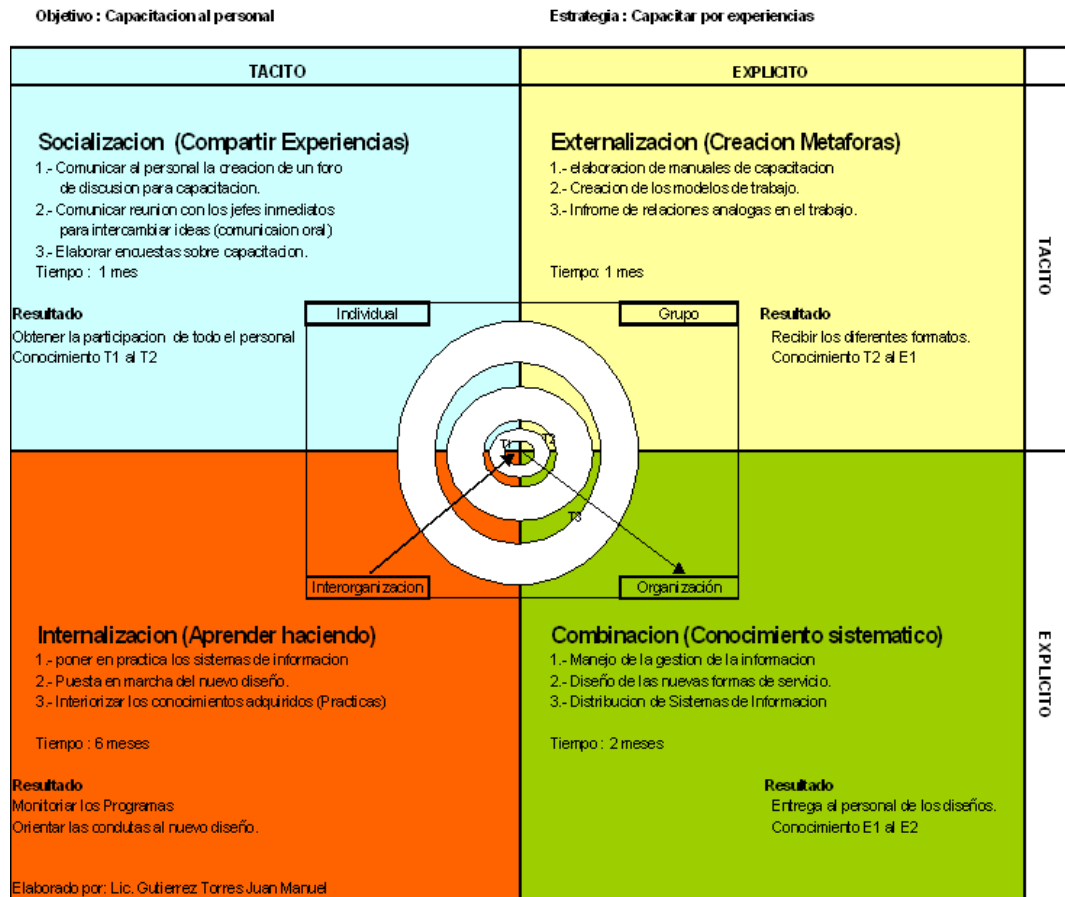 Objetivo : Capacitacion al personal
Estrategia : Capacitar por experiencias
TACITO
EXPLICITO
Socializacion (Compartir Experiencias)
1.- Comunicar al personal la creacion de un foro
de discusion para capacitacion.
2.- Comunicar reunion con los jefes inmediatos
para intercambiar ideas (comunicaion oral)
3.- Elaborar encuestas sobre capacitacion.
Tiempo : 1 mes
Resultado
Obtener la participacion de todo el personal
Conocimiento T1 al T2
Externalizacion (Creacion Metaforas)
1.- elaboracion de manuales de capacitacion
2.- Creacion de los modelos de trabajo.
3.- Infrome de relaciones analogas en el trabajo.
Tiempo: 1 mes
Resultado
Recibir los diferentes formatos.
Conocimiento T2 al E1
TACITO
Individual
Grupo
T1
T2
T3
Interorganizacion
Organización
Internalizacion (Aprender haciendo)
1.- poner en practica los sistemas de informacion
2.- Puesta en marcha del nuevo diseño.
3.- Interiorizar los conocimientos adquiridos (Practicas)
Tiempo : 6 meses
Resultado
Monitoriar los Programas
Orientar las condutas al nuevo diseño.
Elaborado por: Lic. Gutierrez Torres Juan Manuel
Combinacion (Conocimiento sistematico)
1.- Manejo de la gestion de la informacion
2.- Diseño de las nuevas formas de servicio.
3.- Distribucion de Sistemas de Informacion
Tiempo : 2 meses
Resultado
Entrega al personal de los diseños.
Conocimiento E1 al E2
EXPLICITO